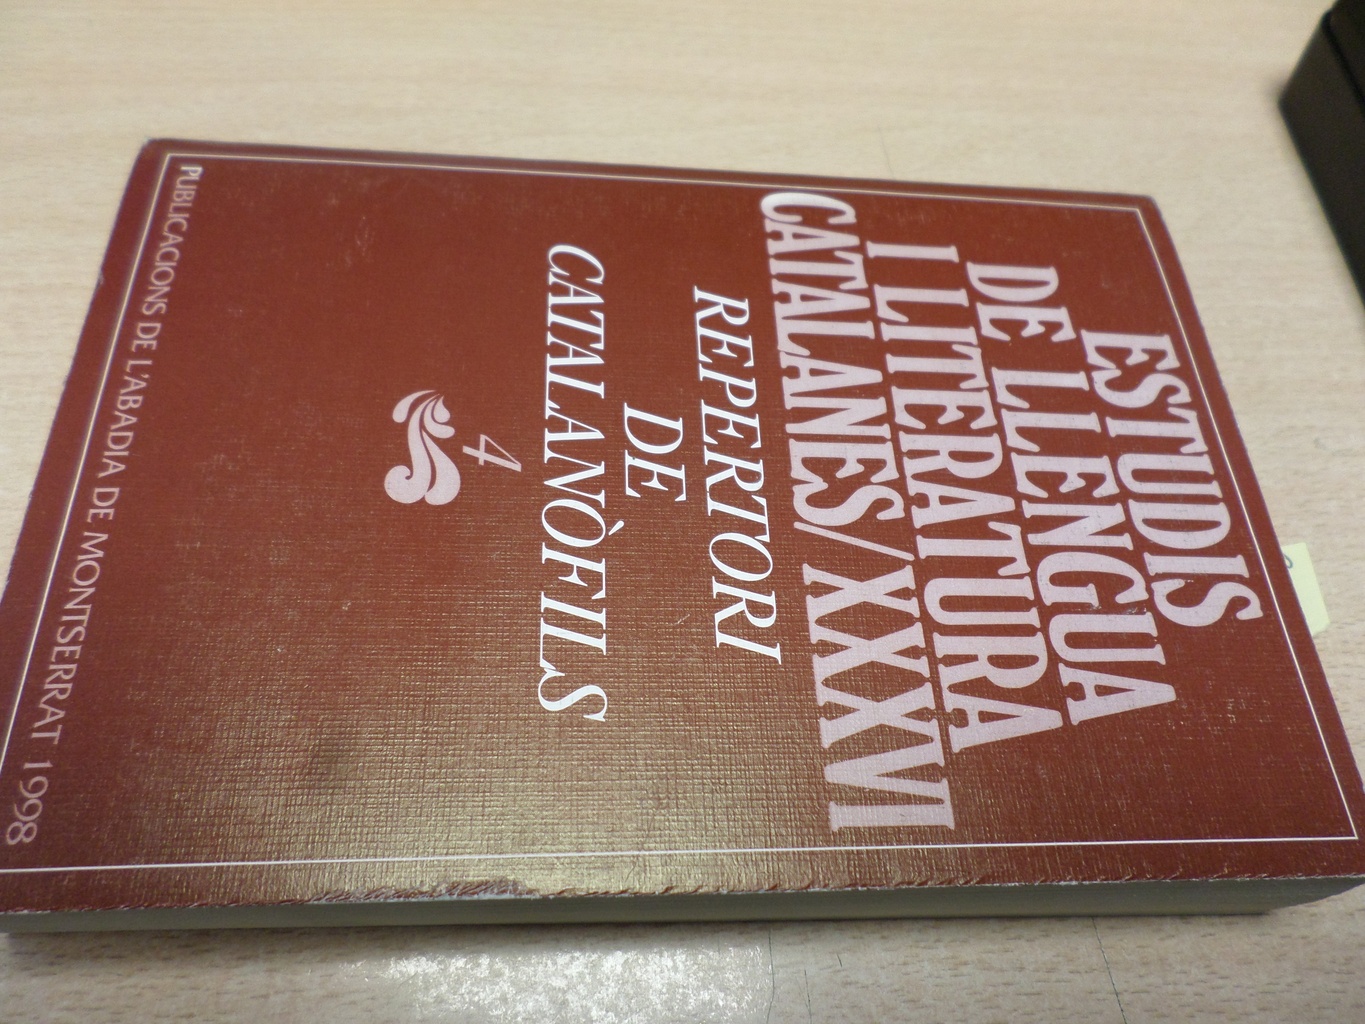 ESTUDIS
DE LLENGUA
I LITERATURA
CATALANES/XXXVI
REPERTORI
DE
CATALANÒFILS
4
PUBLICACIONS DE L'ABADIA DE MONTSERRAT 1998